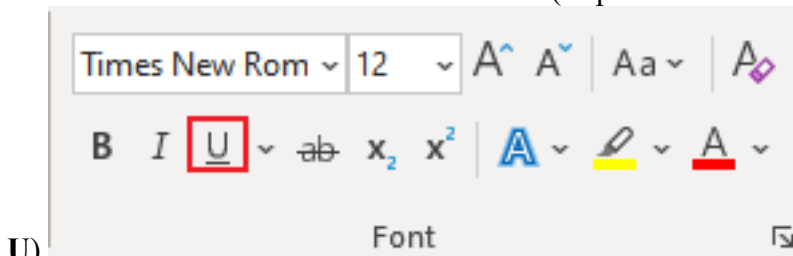 Times New Rom 12 A A Aa A
B I U ab x₂ x² A A
Font
U)